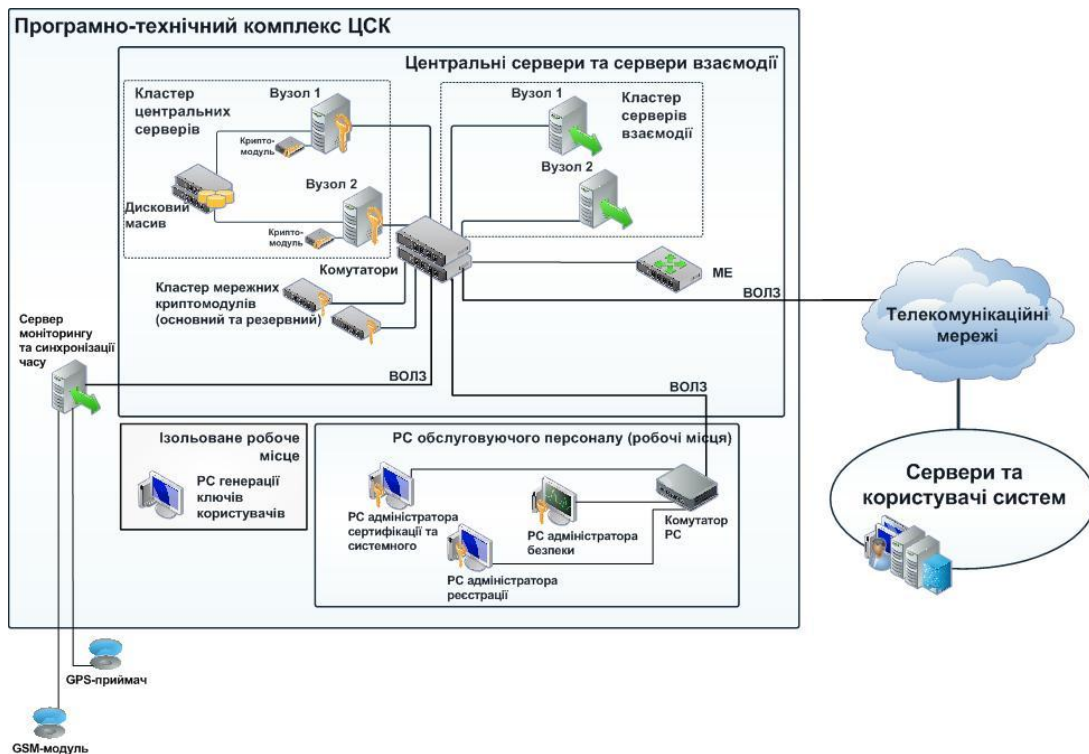 Програмно-технічний комплекс ЦСК
Центральні сервери та сервери взаємодії
Кластер
центральних
серверів
Вузол 1
Крипто-
модуль
Вузол 2
Крипто-
модуль
Дисковий
масив
Вузол 1
Кластер
серверів
взаємодії
Вузол 2
Комутатори
Кластер мережних
криптомодулів
(основний та резервний)
МЕ
ВОЛЗ
Телекомунікаційні
мережі
Сервер
моніторингу
та синхронізації
часу
ВОЛЗ
ВОЛЗ
Ізольоване робоче
місце
РС генерації
ключів
користувачів
РС обслуговуючого персоналу (робочі місця)
РС адміністратора
сертифікації та
системного
РС адміністратора
безпеки
Комутатор
РС
РС адміністратора
реєстрації
Сервери та
користувачі систем
GPS-приймач
GSM-модуль